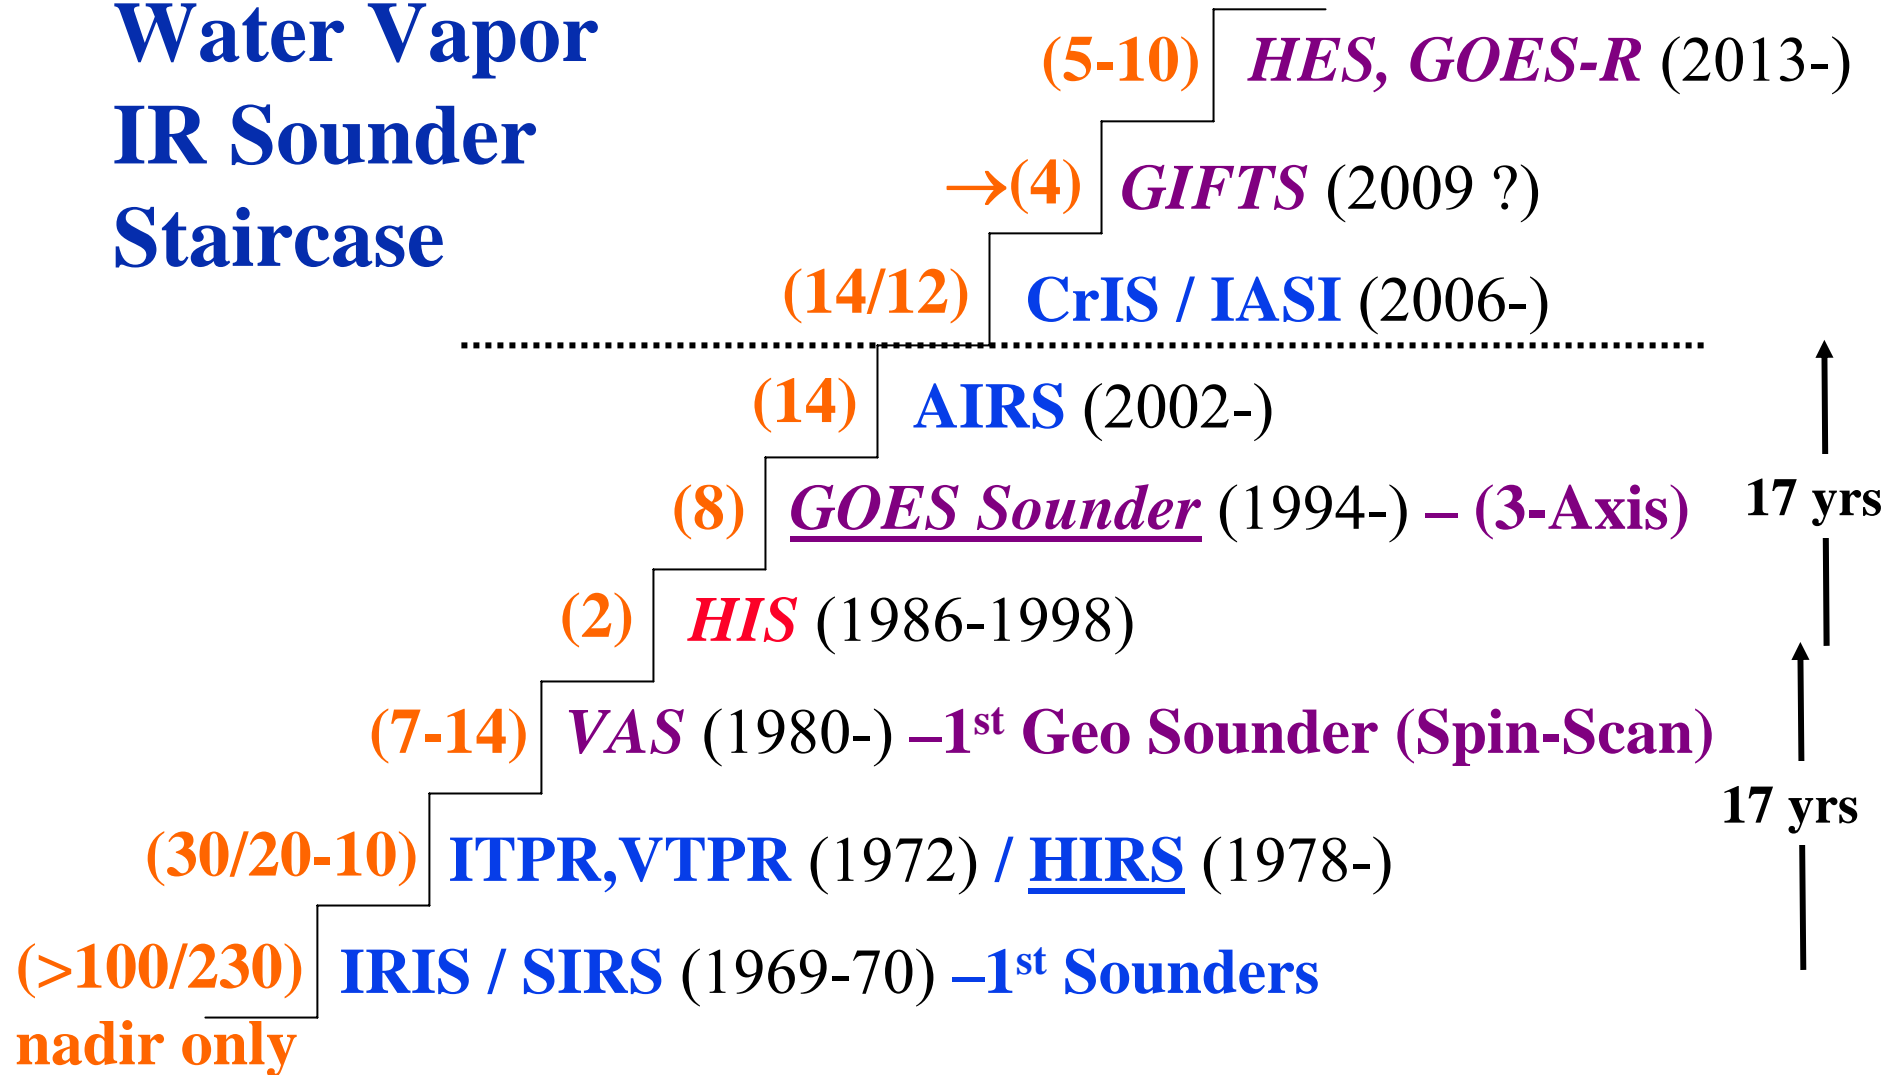 Water Vapor
IR Sounder
Staircase
(5-10) HES, GOES-R (2013-)
→(4) GIFTS (2009 ?)
(14/12) CrIS / IASI (2006-)
(14) AIRS (2002-)
(8) GOES Sounder (1994-) – (3-Axis)
17 yrs
(2) HIS (1986-1998)
(7-14) VAS (1980-) –1st Geo Sounder (Spin-Scan)
17 yrs
(30/20-10) ITPR,VTPR (1972) / HIRS (1978-)
(>100/230) IRIS / SIRS (1969-70) –1st Sounders
nadir only